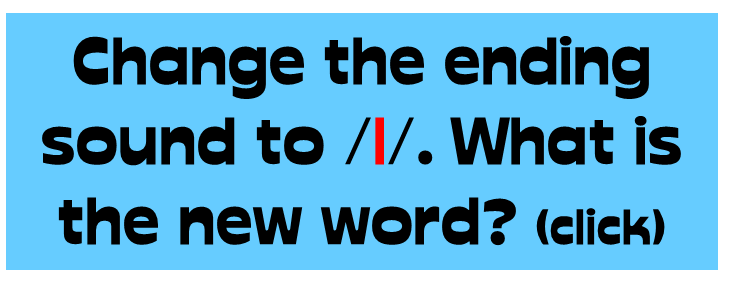 Change the ending
sound to /l/. What is
the new word? (click)